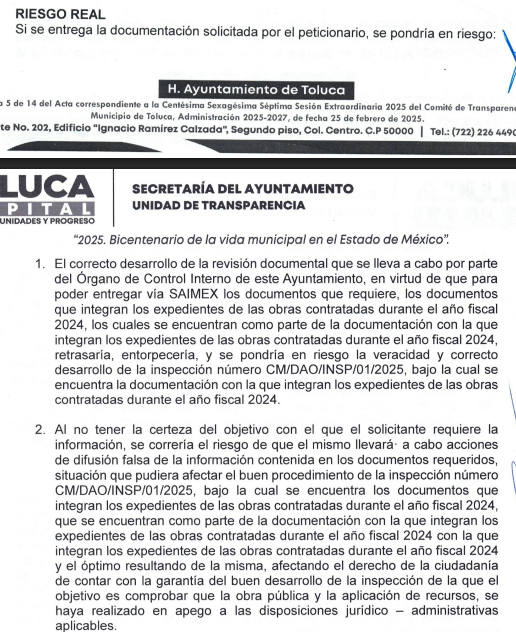 RIESGO REAL
Si se entrega la documentación solicitada por el peticionario, se pondría en riesgo:
H. Ayuntamiento de Toluca
a 5 de 14 del Acta correspondiente a la Centésima Sexagésima Séptima Sesión Extraordinaria 2025 del Comité de Transparenc
Municipio de Toluca, Administración 2025-2027, de fecha 25 de febrero de 2025.
te No. 202, Edificio "Ignacio Ramírez Calzada", Segundo piso, Col. Centro. C.P 50000 | Tel.: (722) 226 4490
LUCA
PITAL
UNIDADES Y PROGRESO
SECRETARÍA DEL AYUNTAMIENTO
UNIDAD DE TRANSPARENCIA
"2025. Bicentenario de la vida municipal en el Estado de México".
1. El correcto desarrollo de la revisión documental que se lleva a cabo por parte
del Órgano de Control Interno de este Ayuntamiento, en virtud de que para
poder entregar vía SAIMEX los documentos que requiere, los documentos
que integran los expedientes de las obras contratadas durante el año fiscal
2024, los cuales se encuentran como parte de la documentación con la que
integran los expedientes de las obras contratadas durante el año fiscal 2024,
retrasaría, entorpecería, y se pondría en riesgo la veracidad y correcto
desarrollo de la inspección número CM/DAO/INSP/01/2025, bajo la cual se
encuentra la documentación con la que integran los expedientes de las obras
contratadas durante el año fiscal 2024.
2. Al no tener la certeza del objetivo con el que el solicitante requiere la
información, se correría el riesgo de que el mismo llevará a cabo acciones
de difusión falsa de la información contenida en los documentos requeridos,
situación que pudiera afectar el buen procedimiento de la inspección número
CM/DAO/INSP/01/2025, bajo la cual se encuentra los documentos que
integran los expedientes de las obras contratadas durante el año fiscal 2024,
que se encuentran como parte de la documentación con la que integran los
expedientes de las obras contratadas durante el año fiscal 2024 con la que
integran los expedientes de las obras contratadas durante el año fiscal 2024
y el óptimo resultando de la misma, afectando el derecho de la ciudadanía
de contar con la garantía del buen desarrollo de la inspección de la que el
objetivo es comprobar que la obra pública y la aplicación de recursos, se
haya realizado en apego a las disposiciones jurídico – administrativas
aplicables.